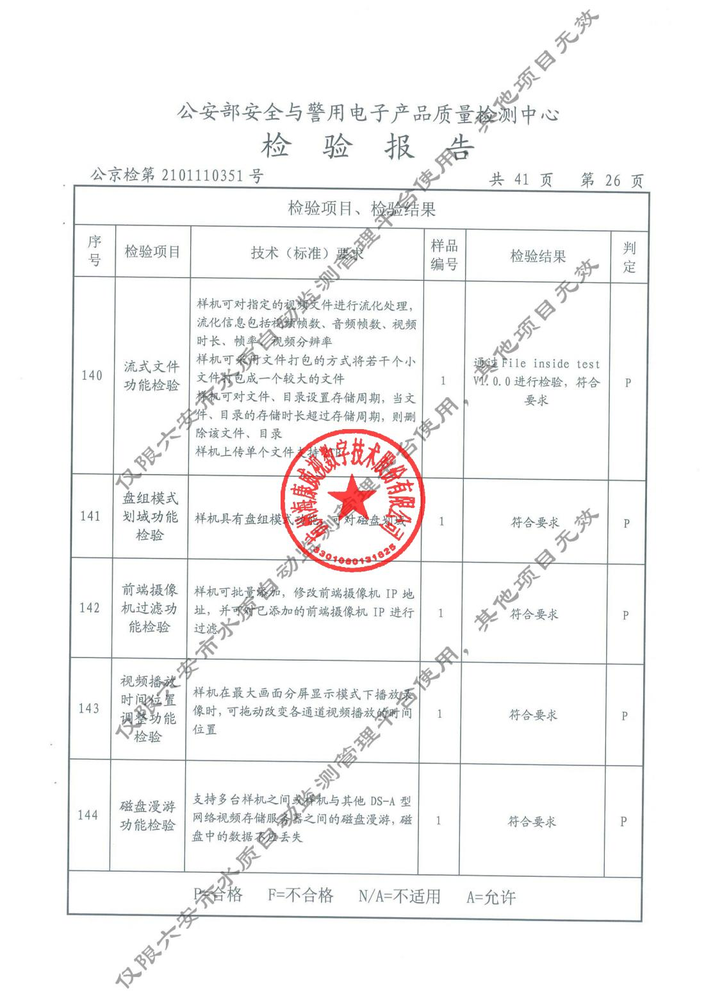 公安部安全与警用电子产品质量检测中心
检 验 报 告
公京检第 2101110351 号
共 41 页 第 26 页
检验项目、检验结果
序号
检验项目
技术（标准）要求
样品编号
检验结果
判定
140
流式文件
功能检验
样机可对指定的视频文件进行流化处理，
流化信息包括视频帧数、音频帧数、视频
时长、帧率、视频分辨率
样机可采用文件打包的方式将若干个小
文件打包成一个较大的文件
样机可对文件、目录设置存储周期，当文
件、目录的存储时长超过存储周期，则删
除该文件、目录
样机上传单个文件支持
1
通过 File inside test
V1.0.0 进行检验，符合
要求
P
141
盘组模式
划域功能
检验
样机具有盘组模式功能，可对磁盘划域
1
符合要求
P
142
前端摄像
机过滤功
能检验
样机可批量添加，修改前端摄像机 IP 地
址，并可对已添加的前端摄像机 IP 进行
过滤
1
符合要求
P
143
视频播放
时间位置
调整功能
检验
样机在最大画面分屏显示模式下播放录
像时，可拖动改变各通道视频播放的时间
位置
1
符合要求
P
144
磁盘漫游
功能检验
支持多台样机之间或样机与其他 DS-A 型
网络视频存储服务器之间的磁盘漫游，磁
盘中的数据不应丢失
1
符合要求
P
P=合格 F=不合格 N/A=不适用 A=允许
杭州海康威视数字技术股份有限公司
3301080131825
仅限六安市水质自动监测管理平台使用，其他项目无效
仅限六安市水质自动监测管理平台使用，其他项目无效
仅限六安市水质自动监测管理平台使用，其他项目无效